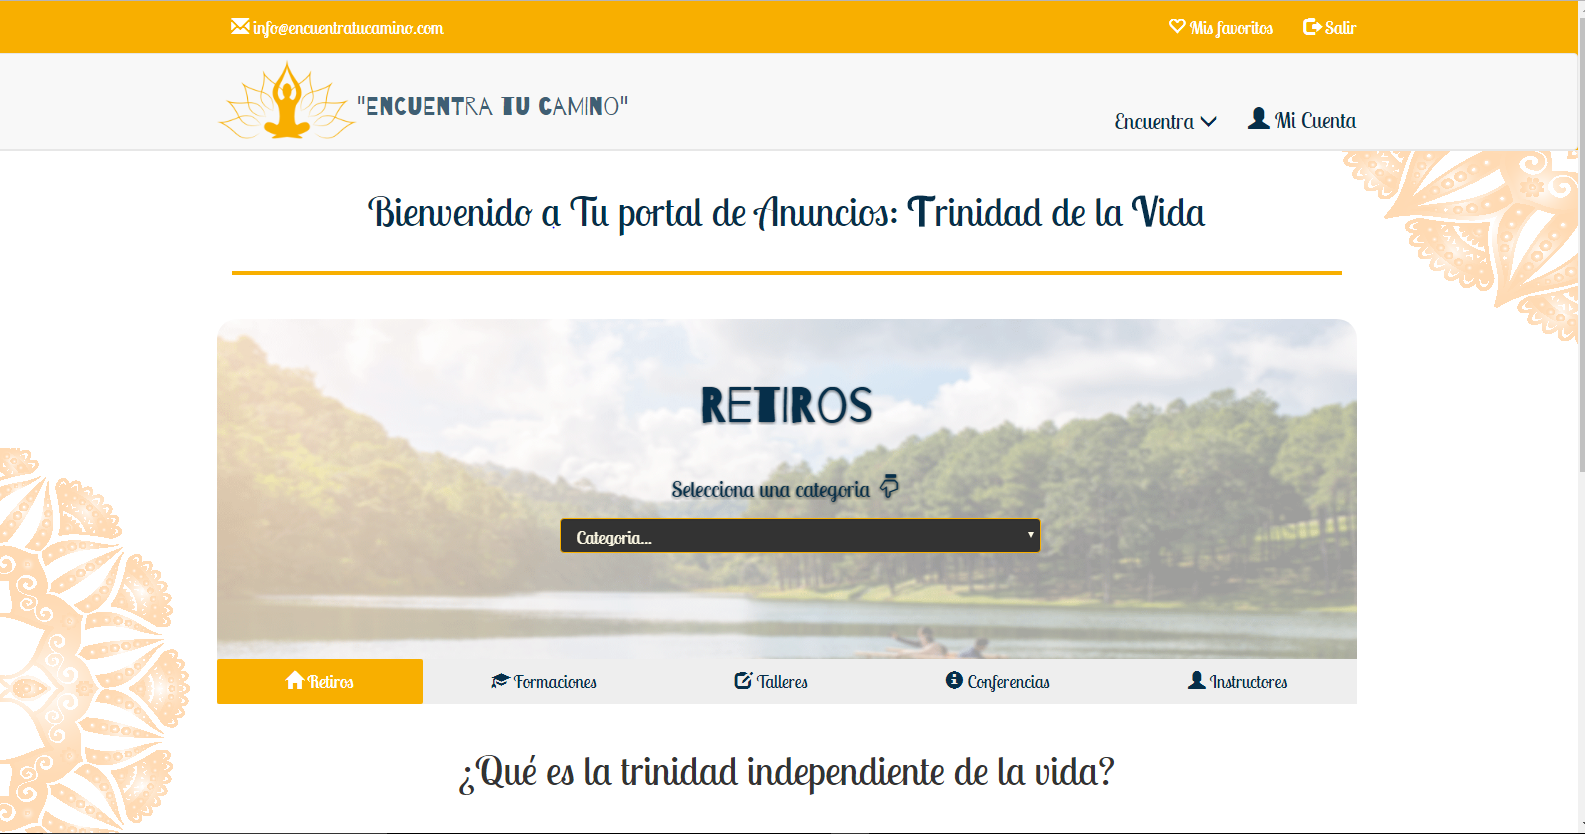 info@encuentratucamino.com
Mis favoritos
Salir
"ENCUENTRA TU CAMINO"
Encuentra
Mi Cuenta
Bienvenido a Tu portal de Anuncios: Trinidad de la Vida
RETIROS
Selecciona una categoria
Categoria...
Retiros
Formaciones
Talleres
Conferencias
Instructores
¿Qué es la trinidad independiente de la vida?